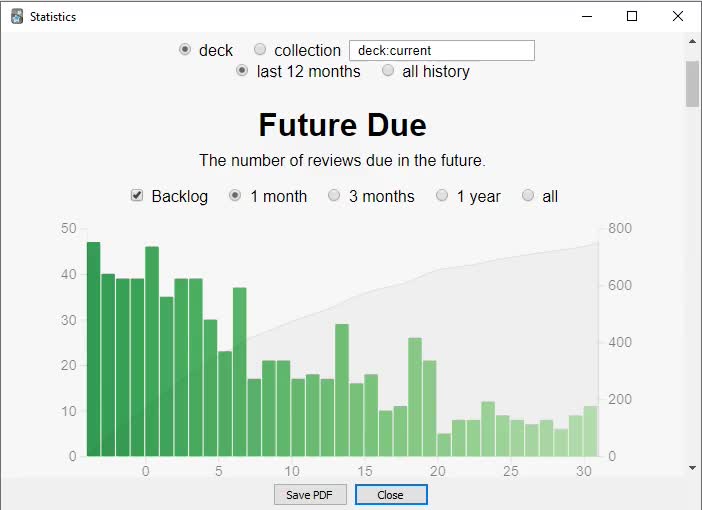 Statistics
deck collection deck:current
last 12 months all history
Future Due
The number of reviews due in the future.
Backlog 1 month 3 months 1 year all
50 800
40 600
30 400
20
10 200
0 0
0 5 10 15 20 25 30
Save PDF Close